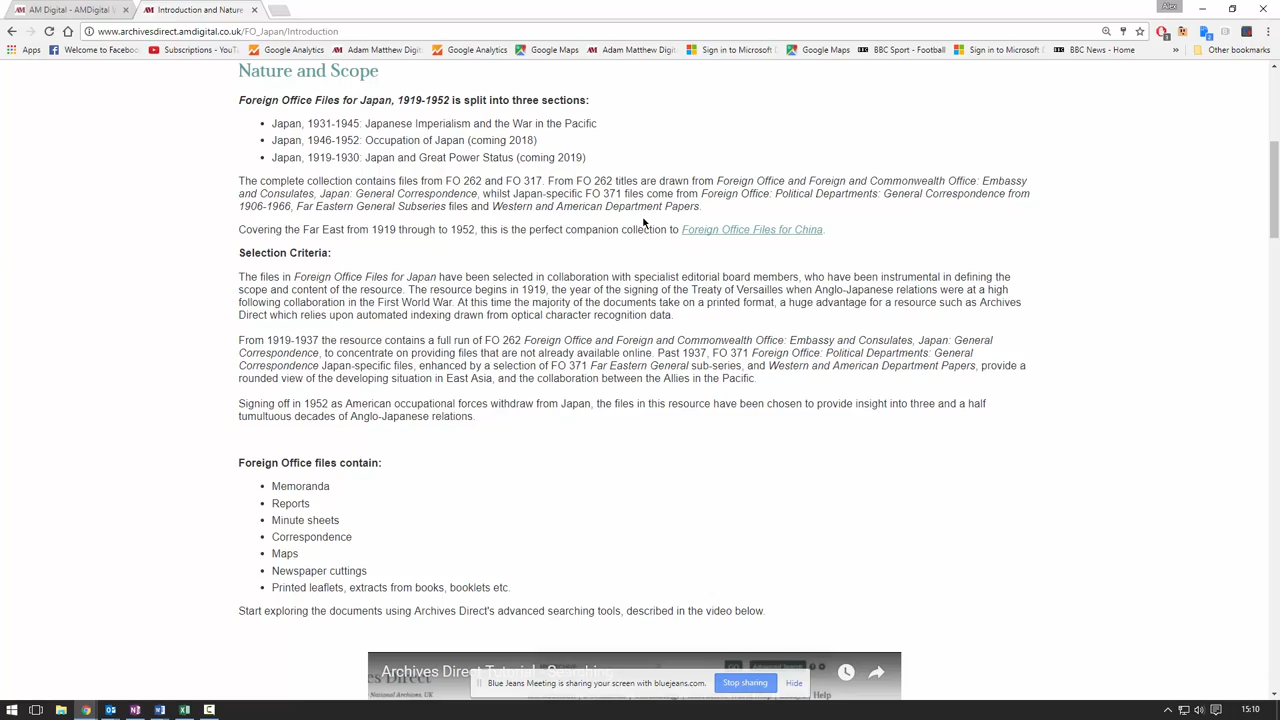 AM Digital - AMDigital
Introduction and Nature
Alex
www.archivesdirect.amdigital.co.uk/FO_Japan/Introduction
Apps Welcome to Faceboo Subscriptions - YouTu Google Analytics Adam Matthew Digi Google Analytics Google Maps Adam Matthew Digi Sign in to Microsoft Google Maps BBC Sport - Football Sign in to Microsoft BBC News - Home » Other bookmarks
Nature and Scope
Foreign Office Files for Japan, 1919-1952 is split into three sections:
• Japan, 1931-1945: Japanese Imperialism and the War in the Pacific
• Japan, 1946-1952: Occupation of Japan (coming 2018)
• Japan, 1919-1930: Japan and Great Power Status (coming 2019)
The complete collection contains files from FO 262 and FO 317. From FO 262 titles are drawn from Foreign Office and Foreign and Commonwealth Office: Embassy
and Consulates, Japan: General Correspondence, whilst Japan-specific FO 371 files come from Foreign Office: Political Departments: General Correspondence from
1906-1966, Far Eastern General Subseries files and Western and American Department Papers.
Covering the Far East from 1919 through to 1952, this is the perfect companion collection to Foreign Office Files for China.
Selection Criteria:
The files in Foreign Office Files for Japan have been selected in collaboration with specialist editorial board members, who have been instrumental in defining the
scope and content of the resource. The resource begins in 1919, the year of the signing of the Treaty of Versailles when Anglo-Japanese relations were at a high
following collaboration in the First World War. At this time the majority of the documents take on a printed format, a huge advantage for a resource such as Archives
Direct which relies upon automated indexing drawn from optical character recognition data.
From 1919-1937 the resource contains a full run of FO 262 Foreign Office and Foreign and Commonwealth Office: Embassy and Consulates, Japan: General
Correspondence, to concentrate on providing files that are not already available online. Past 1937, FO 371 Foreign Office: Political Departments: General
Correspondence Japan-specific files, enhanced by a selection of FO 371 Far Eastern General sub-series, and Western and American Department Papers, provide a
rounded view of the developing situation in East Asia, and the collaboration between the Allies in the Pacific.
Signing off in 1952 as American occupational forces withdraw from Japan, the files in this resource have been chosen to provide insight into three and a half
tumultuous decades of Anglo-Japanese relations.
Foreign Office files contain:
• Memoranda
• Reports
• Minute sheets
• Correspondence
• Maps
• Newspaper cuttings
• Printed leaflets, extracts from books, booklets etc.
Start exploring the documents using Archives Direct's advanced searching tools, described in the video below.
Archives Direct Tutorial - Searching
Blue Jeans Meeting is sharing your screen with bluejeans.com. Stop sharing Hide
National Archives, UK
Help
15:10